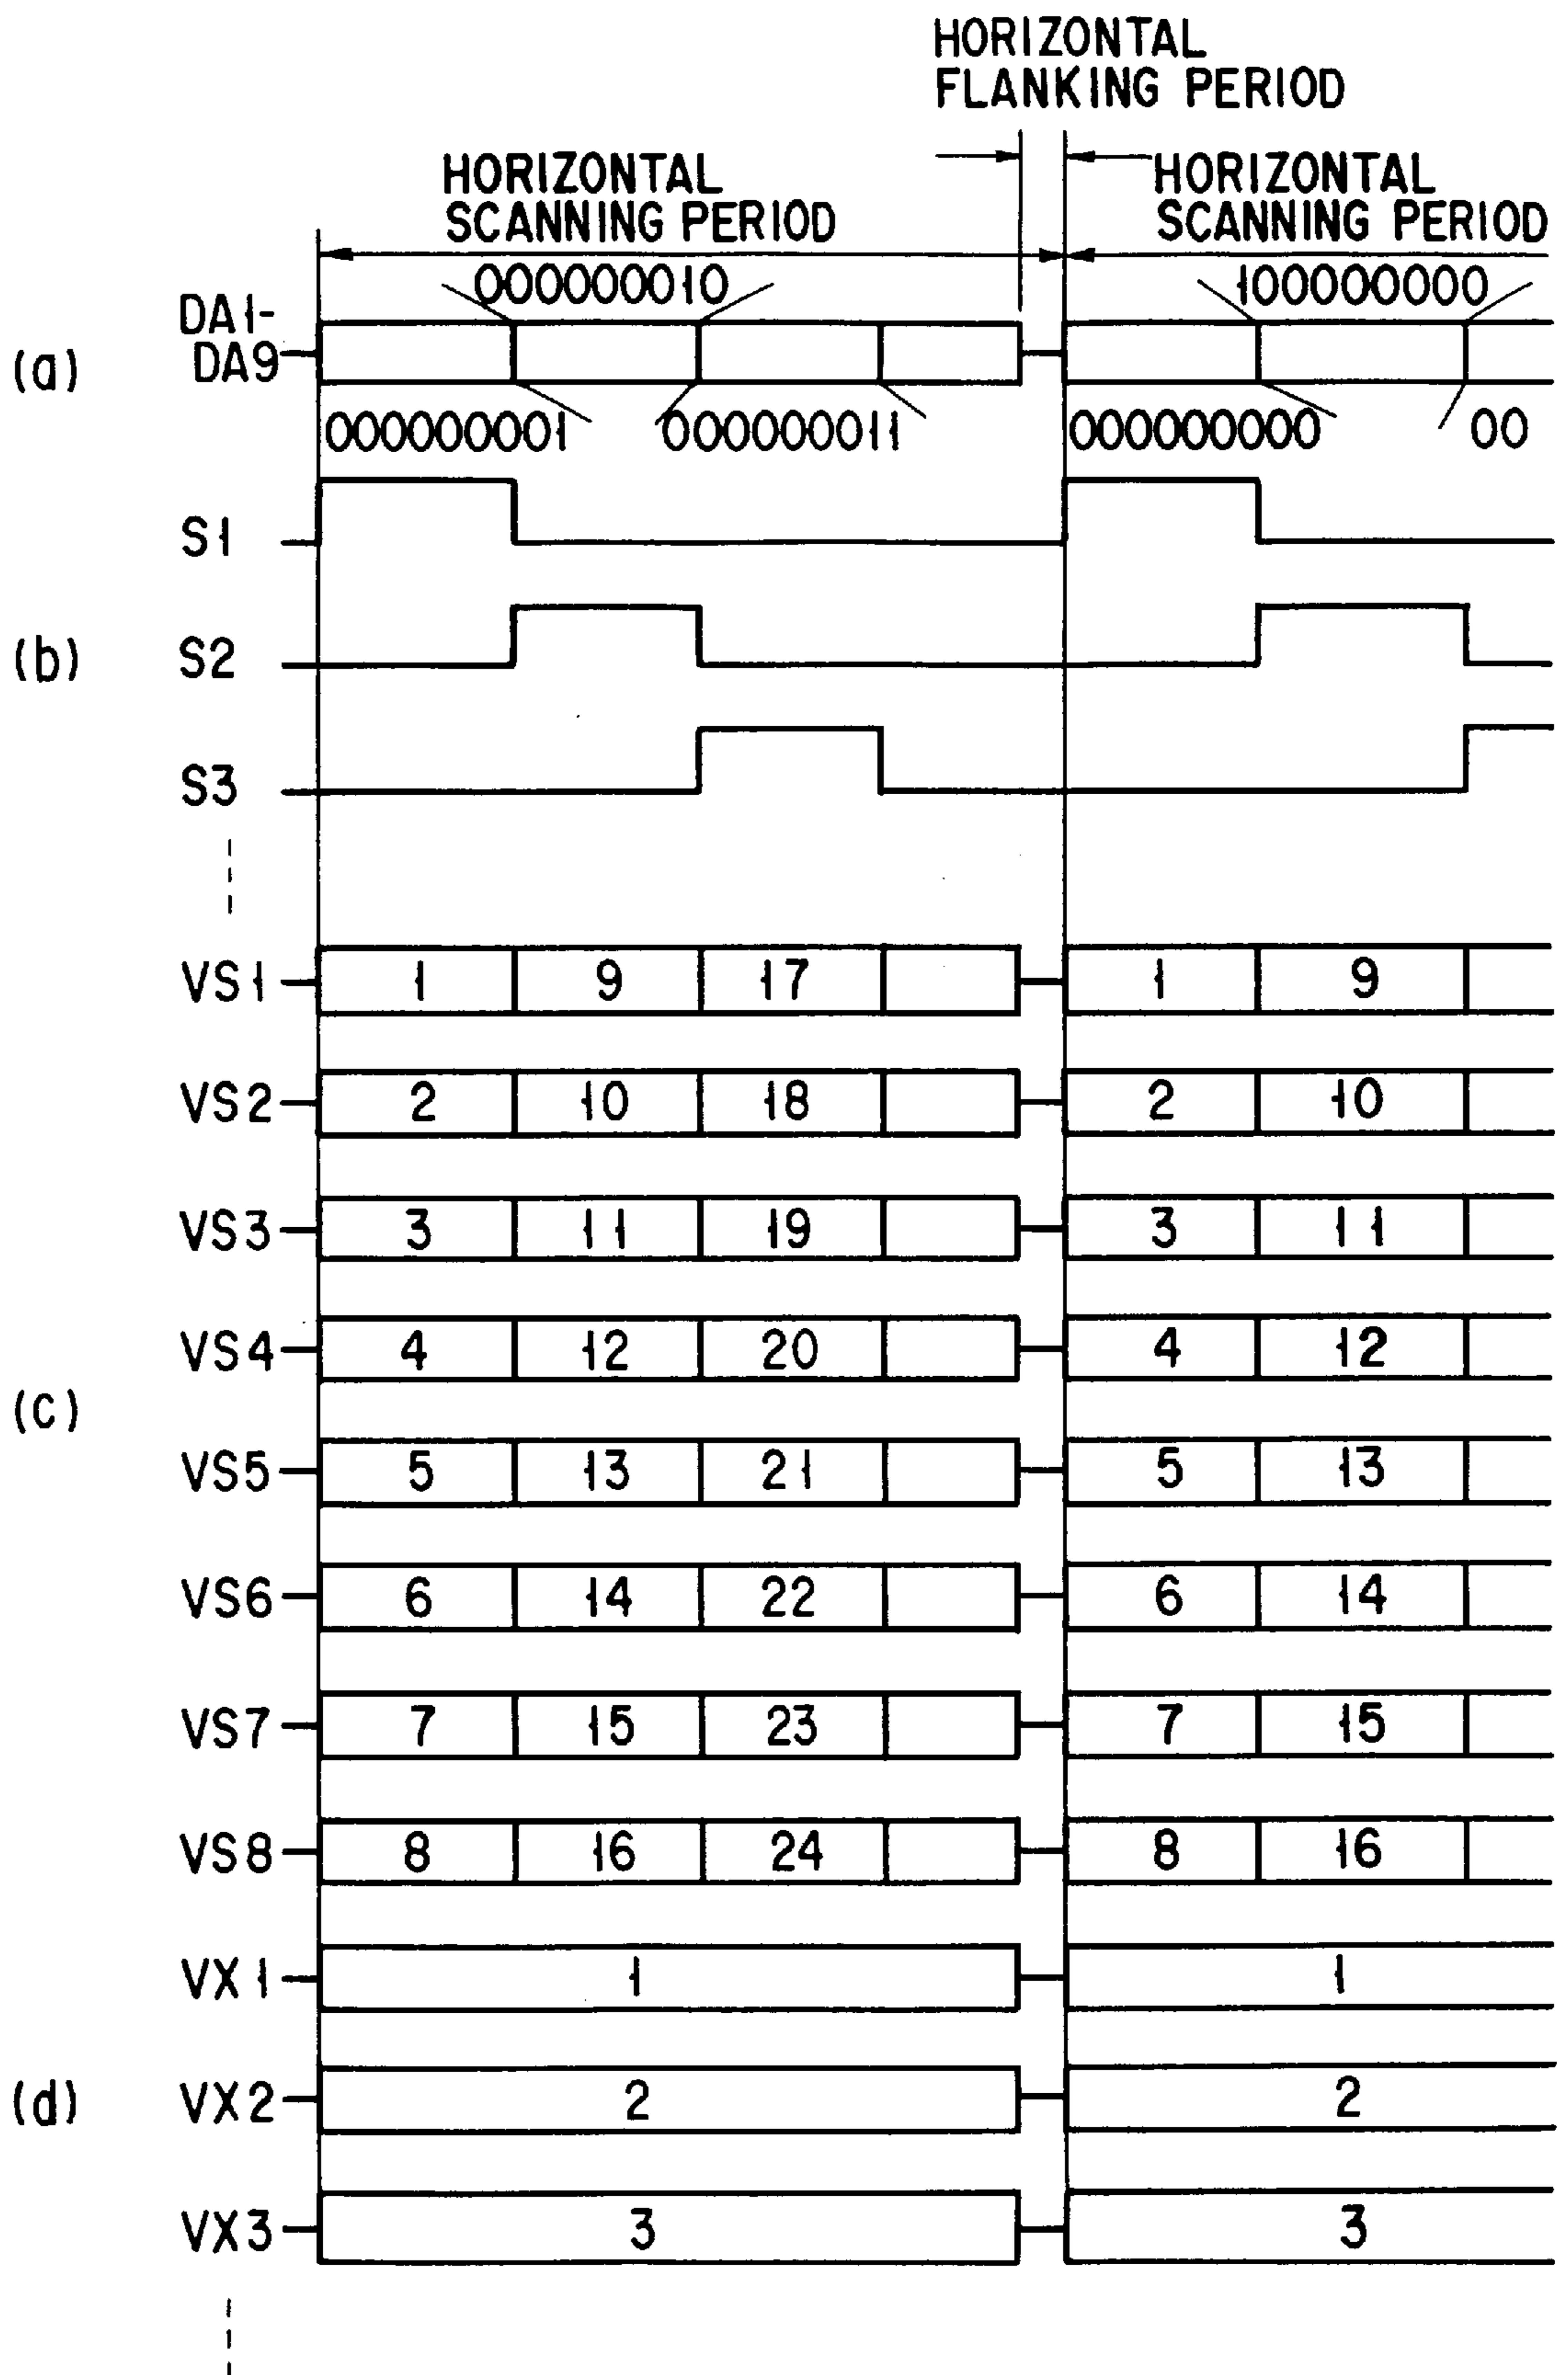 HORIZONTAL
FLANKING PERIOD
HORIZONTAL
SCANNING PERIOD
HORIZONTAL
SCANNING PERIOD
000000010
100000000
(a)
DA1-
DA9
000000001
000000011
000000000
00
S1
(b)
S2
S3
VS1 1 9 17 1 9
VS2 2 10 18 2 10
VS3 3 11 19 3 11
VS4 4 12 20 4 12
(c)
VS5 5 13 21 5 13
VS6 6 14 22 6 14
VS7 7 15 23 7 15
VS8 8 16 24 8 16
VX1 1 1
(d)
VX2 2 2
VX3 3 3